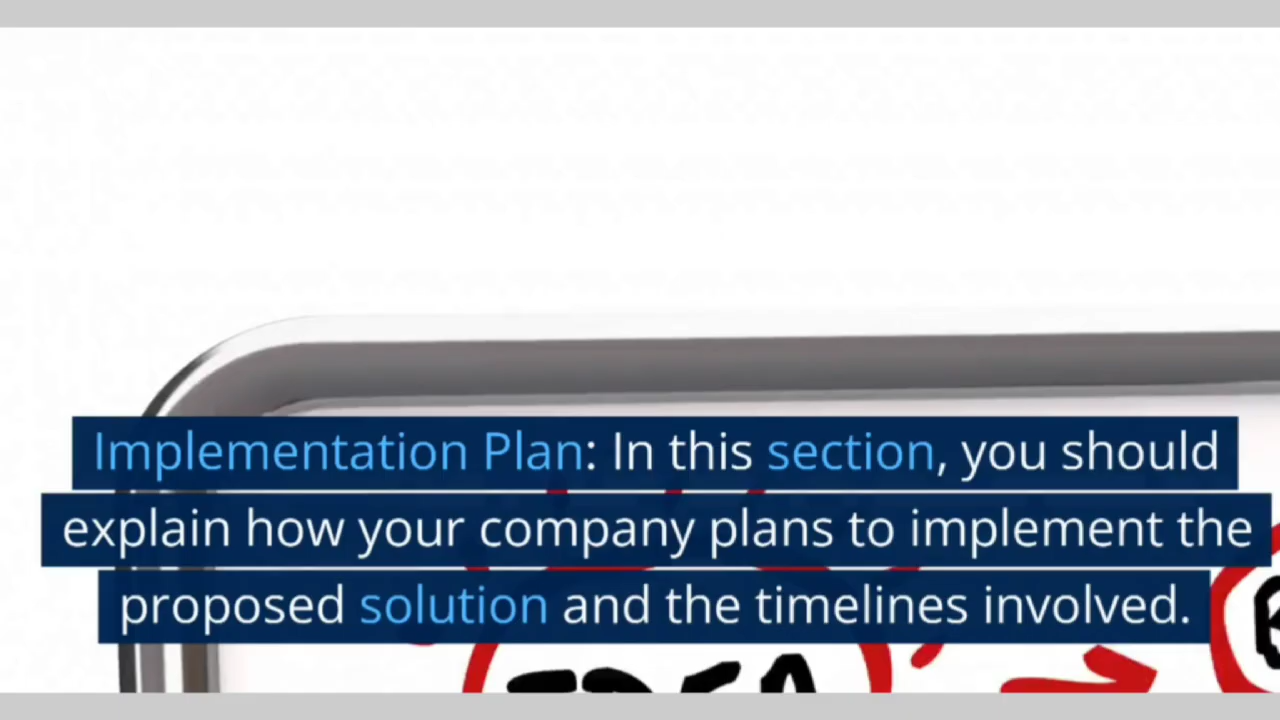 Implementation Plan: In this section, you should
explain how your company plans to implement the
proposed solution and the timelines involved.